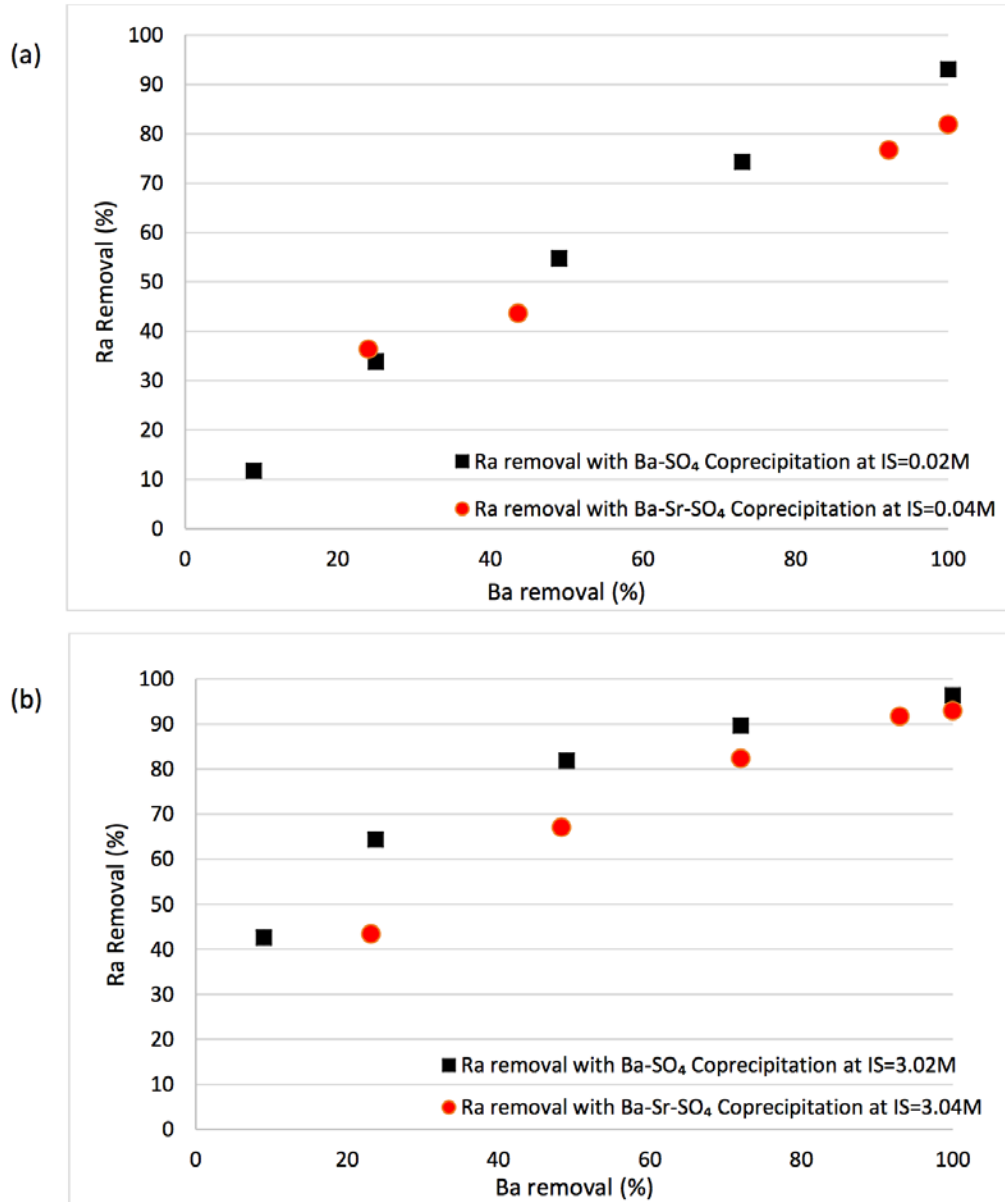 (a)
100
90
80
70
60
50
40
30
20
10
0
Ra Removal (%)
Ra removal with Ba-SO₄ Coprecipitation at IS=0.02M
Ra removal with Ba-Sr-SO₄ Coprecipitation at IS=0.04M
0 20 40 60 80 100
Ba removal (%)
(b)
100
90
80
70
60
50
40
30
20
10
0
Ra Removal (%)
Ra removal with Ba-SO₄ Coprecipitation at IS=3.02M
Ra removal with Ba-Sr-SO₄ Coprecipitation at IS=3.04M
0 20 40 60 80 100
Ba removal (%)